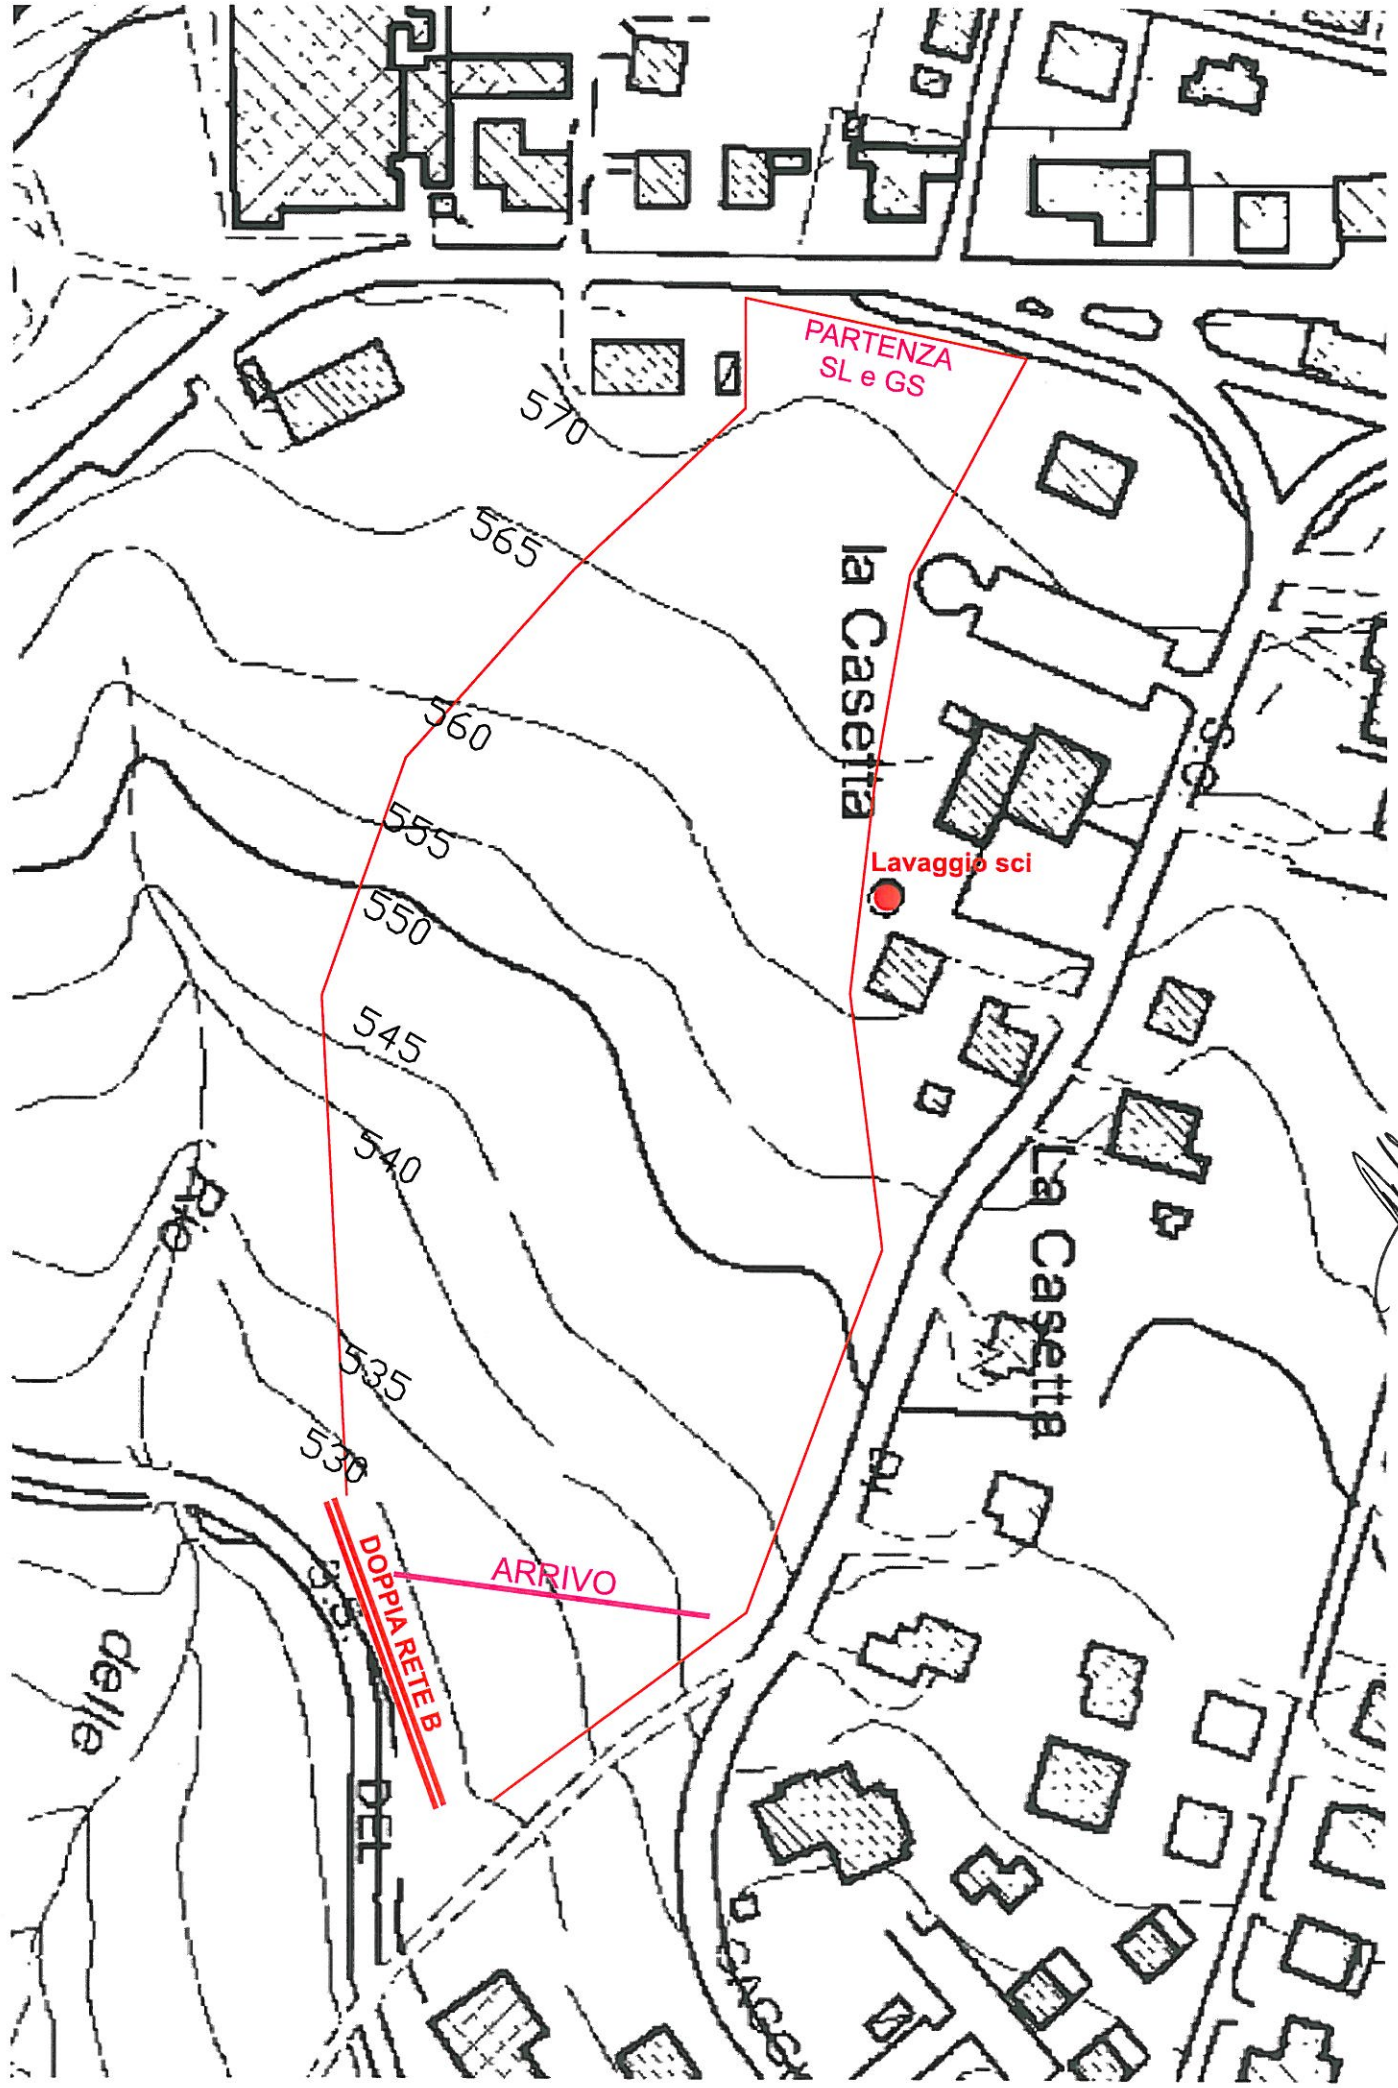 PARTENZA
SL e GS
570
565
la Casetta
560
S
C
555
Lavaggio sci
550
545
540
La Casetta
Rio
535
530
ARRIVO
DOPPIA RETE B
S.S.
delle
DEL